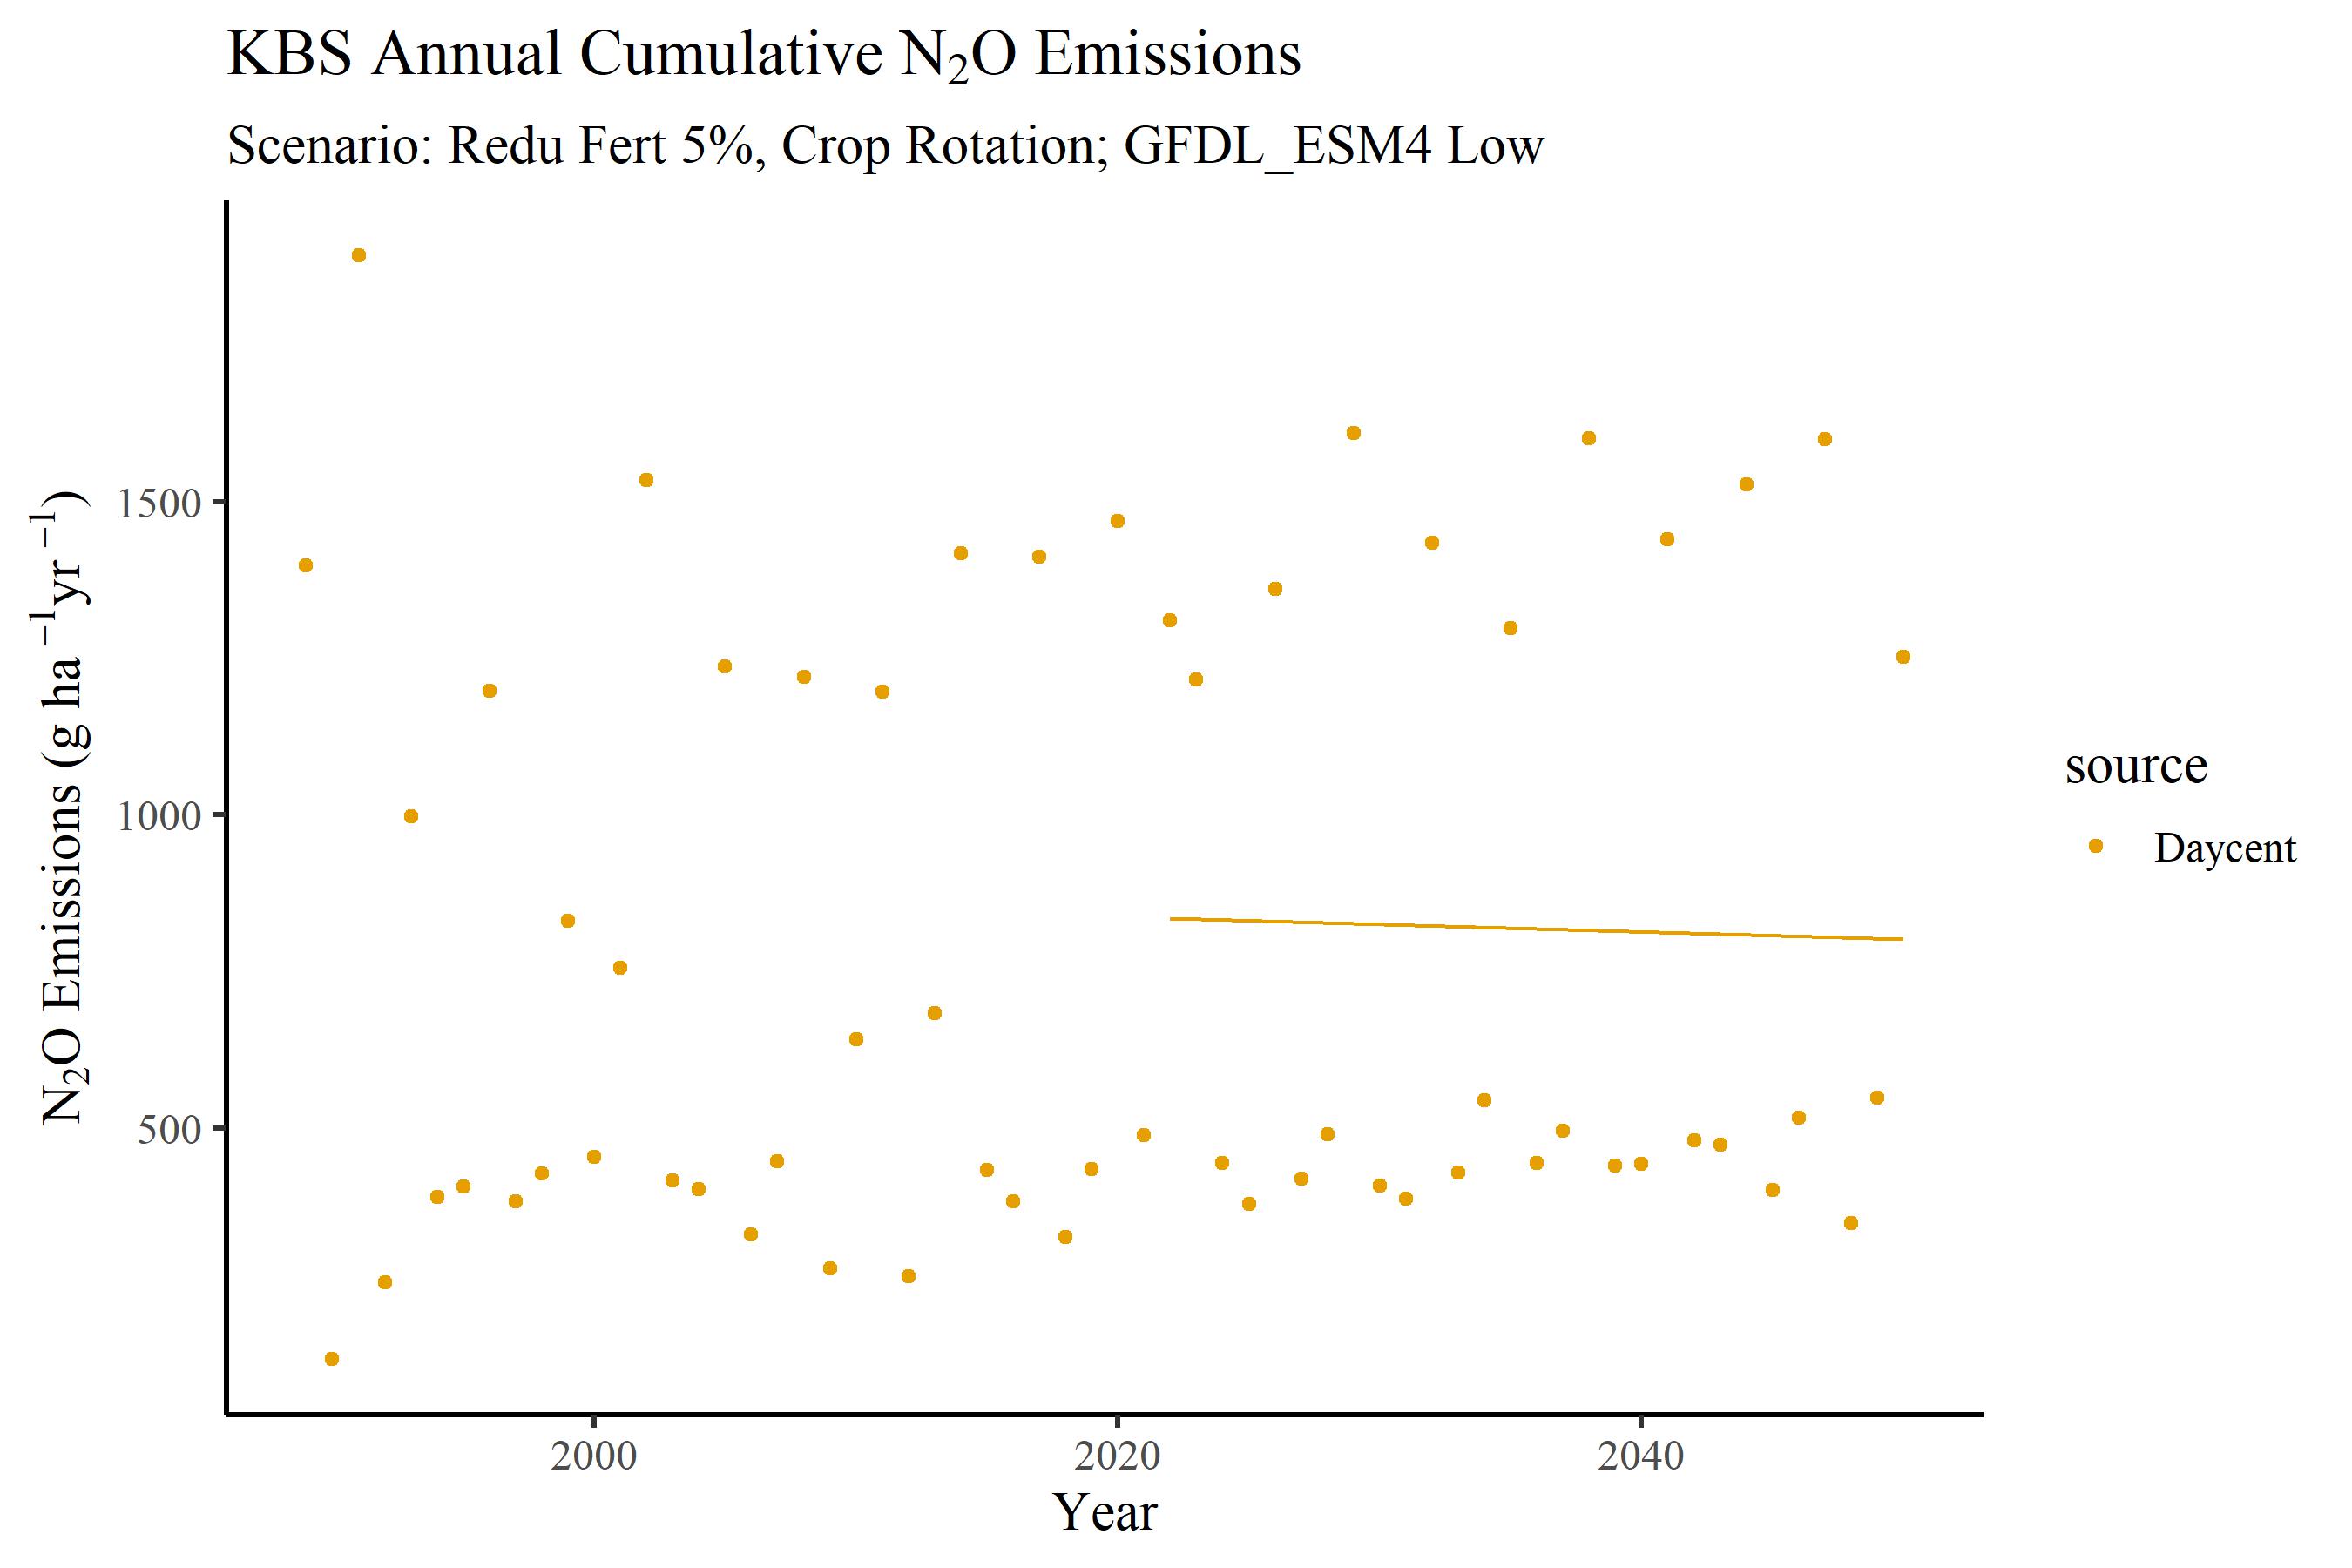 KBS Annual Cumulative N₂O Emissions
Scenario: Redu Fert 5%, Crop Rotation; GFDL_ESM4 Low
N₂O Emissions (g ha⁻¹yr⁻¹)
1500
1000
500
2000
2020
2040
Year
source
Daycent